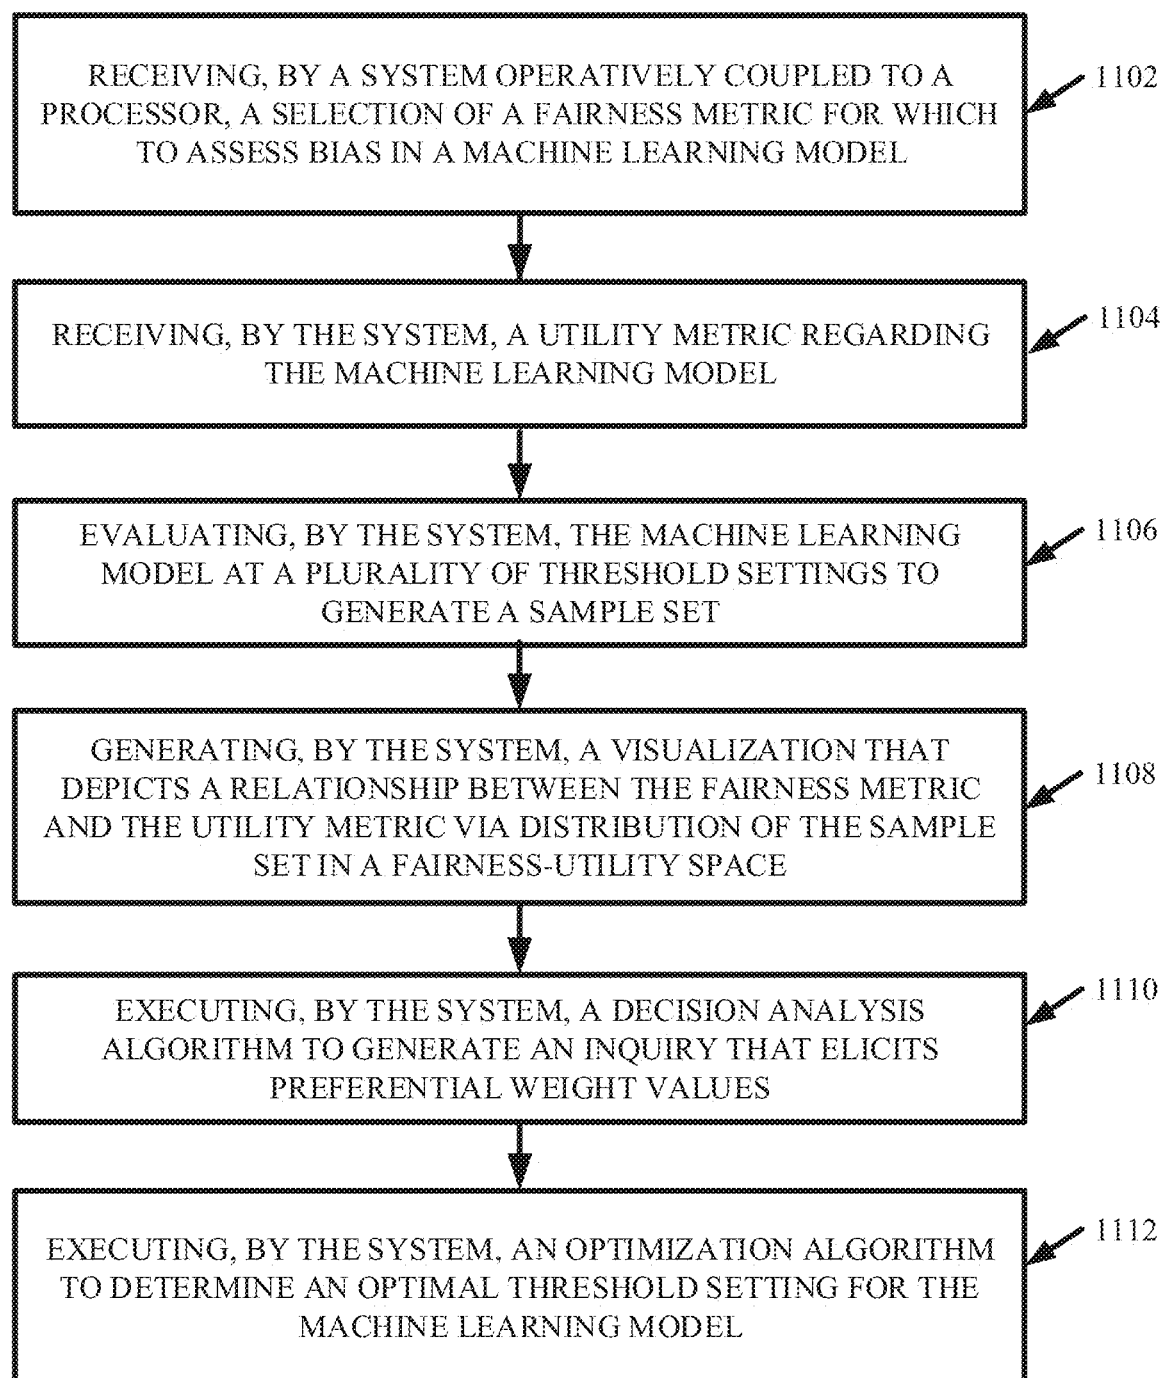 RECEIVING, BY A SYSTEM OPERATIVELY COUPLED TO A
PROCESSOR, A SELECTION OF A FAIRNESS METRIC FOR WHICH
TO ASSESS BIAS IN A MACHINE LEARNING MODEL
1102
RECEIVING, BY THE SYSTEM, A UTILITY METRIC REGARDING
THE MACHINE LEARNING MODEL
1104
EVALUATING, BY THE SYSTEM, THE MACHINE LEARNING
MODEL AT A PLURALITY OF THRESHOLD SETTINGS TO
GENERATE A SAMPLE SET
1106
GENERATING, BY THE SYSTEM, A VISUALIZATION THAT
DEPICTS A RELATIONSHIP BETWEEN THE FAIRNESS METRIC
AND THE UTILITY METRIC VIA DISTRIBUTION OF THE SAMPLE
SET IN A FAIRNESS-UTILITY SPACE
1108
EXECUTING, BY THE SYSTEM, A DECISION ANALYSIS
ALGORITHM TO GENERATE AN INQUIRY THAT ELICITS
PREFERENTIAL WEIGHT VALUES
1110
EXECUTING, BY THE SYSTEM, AN OPTIMIZATION ALGORITHM
TO DETERMINE AN OPTIMAL THRESHOLD SETTING FOR THE
MACHINE LEARNING MODEL
1112